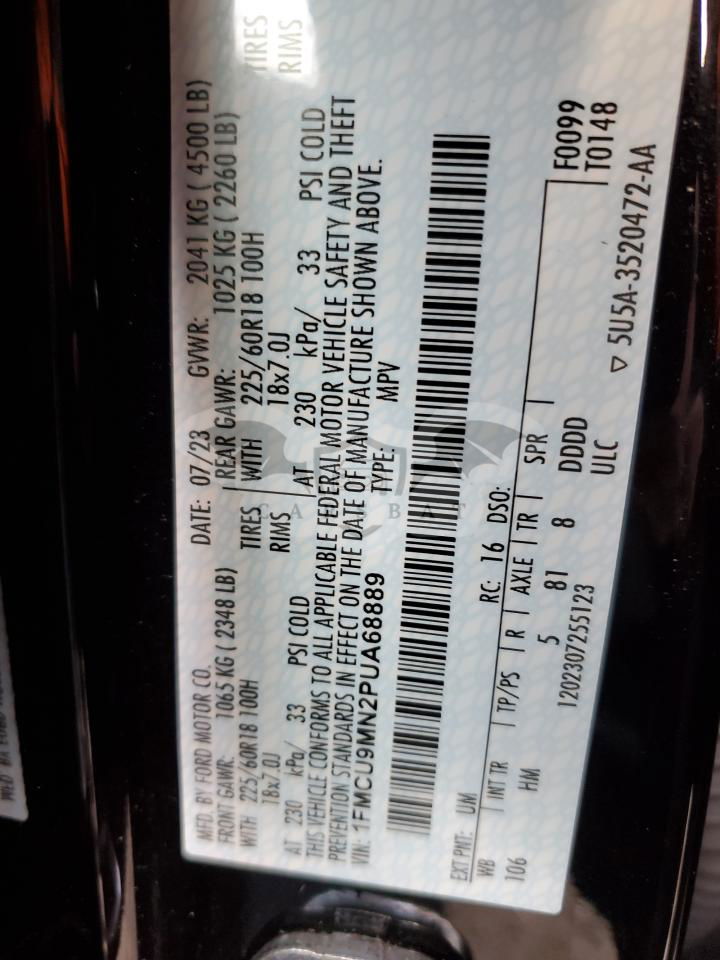 MFD. BY FORD MOTOR CO.
DATE: 07/23 GVWR: 2041 KG ( 4500 LB)
FRONT GAWR: 1065 KG ( 2348 LB) REAR GAWR: 1025 KG ( 2260 LB)
WITH 225/60R18 100H TIRES WITH 225/60R18 100H TIRES
18x7.0J RIMS 18x7.0J RIMS
AT 230 kPa/ 33 PSI COLD AT 230 kPa/ 33 PSI COLD
THIS VEHICLE CONFORMS TO ALL APPLICABLE FEDERAL MOTOR VEHICLE SAFETY AND THEFT
PREVENTION STANDARDS IN EFFECT ON THE DATE OF MANUFACTURE SHOWN ABOVE.
VIN: 1FMCU9MN2PUA68889 TYPE: MPV
EXT PNT: UM RC: 16 DSO: F0099
T0148
WB INT TR TP/PS R AXLE TR SPR
106 HM 5 81 8 DDDD
1202307255123 ULC
▽ 5U5A-3520472-AA
CARSBAT